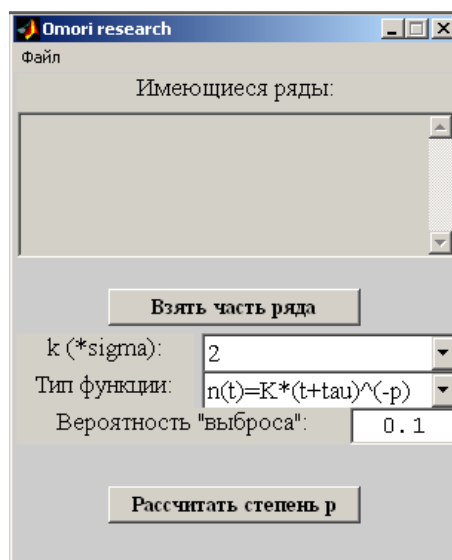 Omori research
Файл
Имеющиеся ряды:
Взять часть ряда
k (*sigma): 2
Тип функции: n(t)=K*(t+tau)^(-p)
Вероятность "выброса": 0.1
Рассчитать степень p